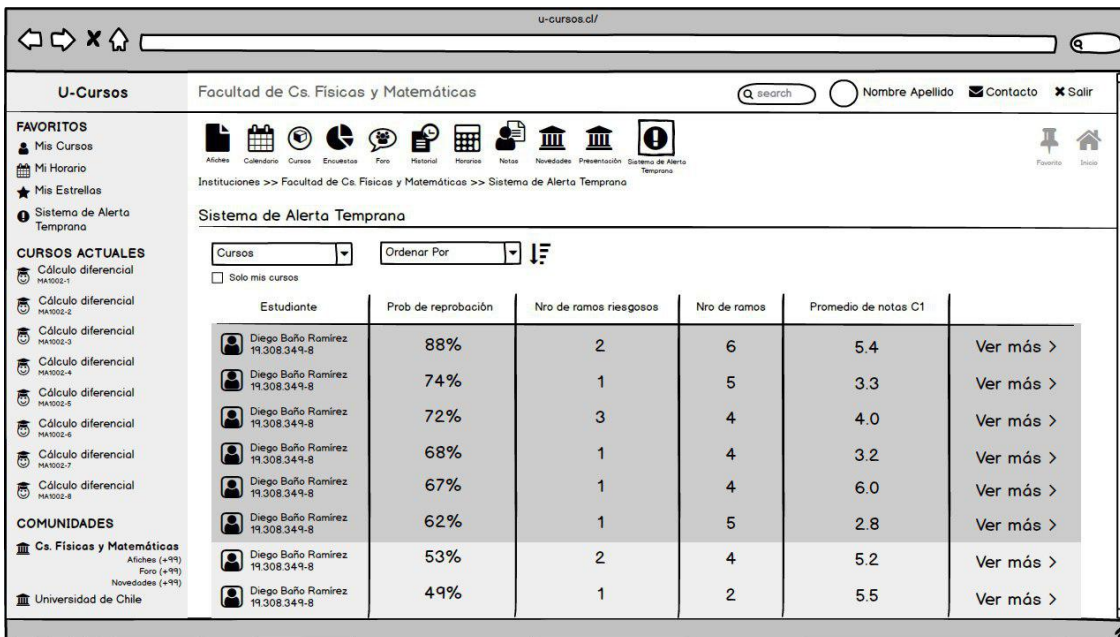 u-cursos.cl/
U-Cursos
Facultad de Cs. Físicas y Matemáticas
search
Nombre Apellido
Contacto
Salir
FAVORITOS
Mis Cursos
Mi Horario
Mis Estrellas
Sistema de Alerta
Temprana
CURSOS ACTUALES
Cálculo diferencial
MA1002-1
Cálculo diferencial
MA1002-2
Cálculo diferencial
MA1002-3
Cálculo diferencial
MA1002-4
Cálculo diferencial
MA1002-5
Cálculo diferencial
MA1002-6
Cálculo diferencial
MA1002-7
Cálculo diferencial
MA1002-8
COMUNIDADES
Cs. Físicas y Matemáticas
Afiches (+99)
Foro (+99)
Novedades (+99)
Universidad de Chile
Afiches Calendario Cursos Encuestas Foro Historial Horarios Notas Novedades Presentación Sistema de Alerta
Temprana
Favorito Inicio
Instituciones >> Facultad de Cs. Físicas y Matemáticas >> Sistema de Alerta Temprana
Sistema de Alerta Temprana
Cursos
Ordenar Por
Solo mis cursos
Estudiante Prob de reprobación Nro de ramos riesgosos Nro de ramos Promedio de notas C1
Diego Baño Ramírez
19.308.349-8
88% 2 6 5.4 Ver más >
Diego Baño Ramírez
19.308.349-8
74% 1 5 3.3 Ver más >
Diego Baño Ramírez
19.308.349-8
72% 3 4 4.0 Ver más >
Diego Baño Ramírez
19.308.349-8
68% 1 4 3.2 Ver más >
Diego Baño Ramírez
19.308.349-8
67% 1 4 6.0 Ver más >
Diego Baño Ramírez
19.308.349-8
62% 1 5 2.8 Ver más >
Diego Baño Ramírez
19.308.349-8
53% 2 4 5.2 Ver más >
Diego Baño Ramírez
19.308.349-8
49% 1 2 5.5 Ver más >